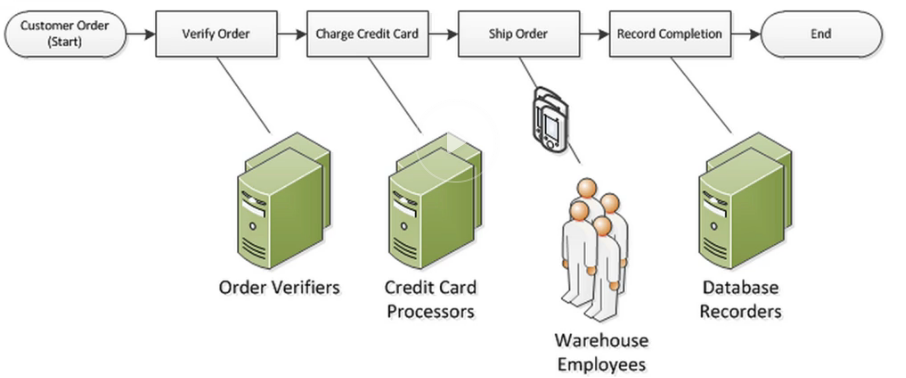 Customer Order
(Start)
Verify Order
Charge Credit Card
Ship Order
Record Completion
End
Order Verifiers
Credit Card
Processors
Warehouse
Employees
Database
Recorders